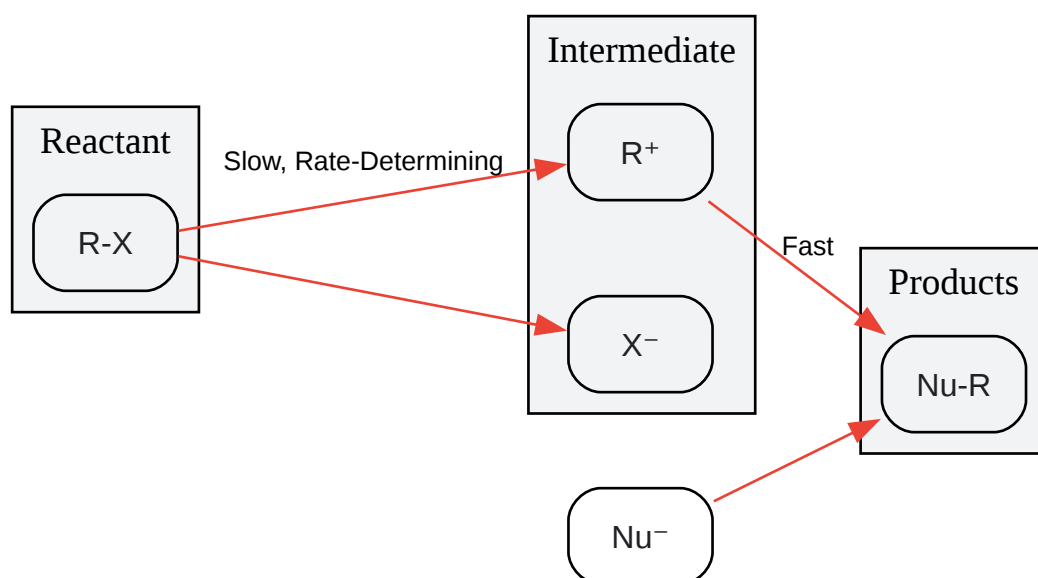 Reactant
R-X
Slow, Rate-Determining
Intermediate
R⁺
X⁻
Nu⁻
Fast
Products
Nu-R